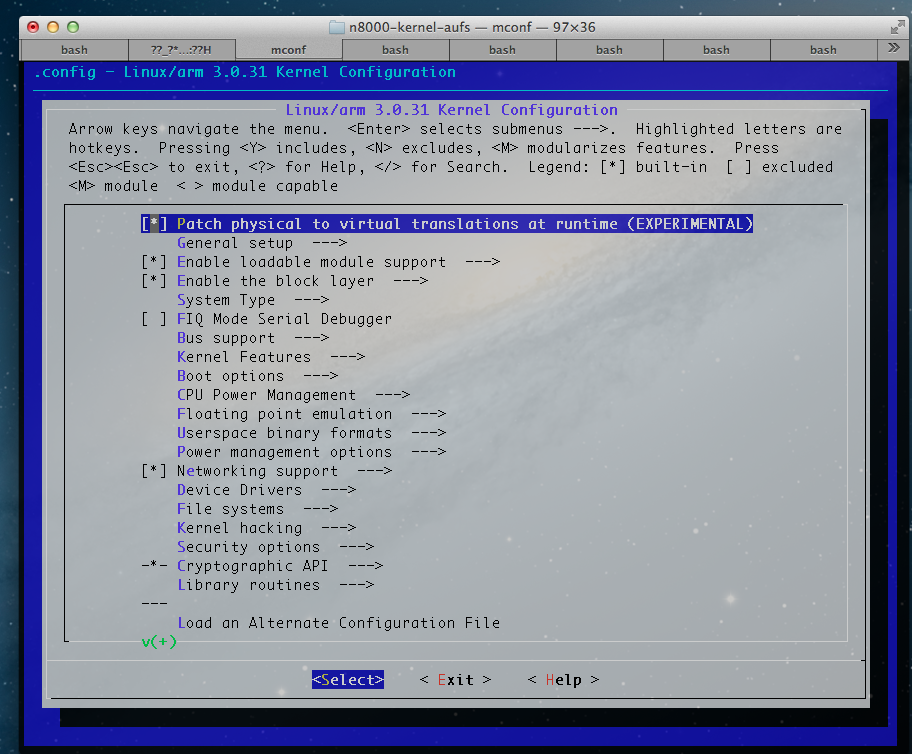 n8000-kernel-aufs — mconf — 97×36
bash ??_?*...:??H mconf bash bash bash bash bash »
.config - Linux/arm 3.0.31 Kernel Configuration
Linux/arm 3.0.31 Kernel Configuration
Arrow keys navigate the menu.  <Enter> selects submenus --->.  Highlighted letters are
hotkeys.  Pressing <Y> includes, <N> excludes, <M> modularizes features.  Press
<Esc><Esc> to exit, <?> for Help, </> for Search.  Legend: [*] built-in  [ ] excluded
<M> module  < > module capable
[*] Patch physical to virtual translations at runtime (EXPERIMENTAL)
General setup  --->
[*] Enable loadable module support  --->
[*] Enable the block layer  --->
System Type  --->
[ ] FIQ Mode Serial Debugger
Bus support  --->
Kernel Features  --->
Boot options  --->
CPU Power Management  --->
Floating point emulation  --->
Userspace binary formats  --->
Power management options  --->
[*] Networking support  --->
Device Drivers  --->
File systems  --->
Kernel hacking  --->
Security options  --->
-*- Cryptographic API  --->
Library routines  --->
---
Load an Alternate Configuration File
v(+)
<Select>    < Exit >    < Help >